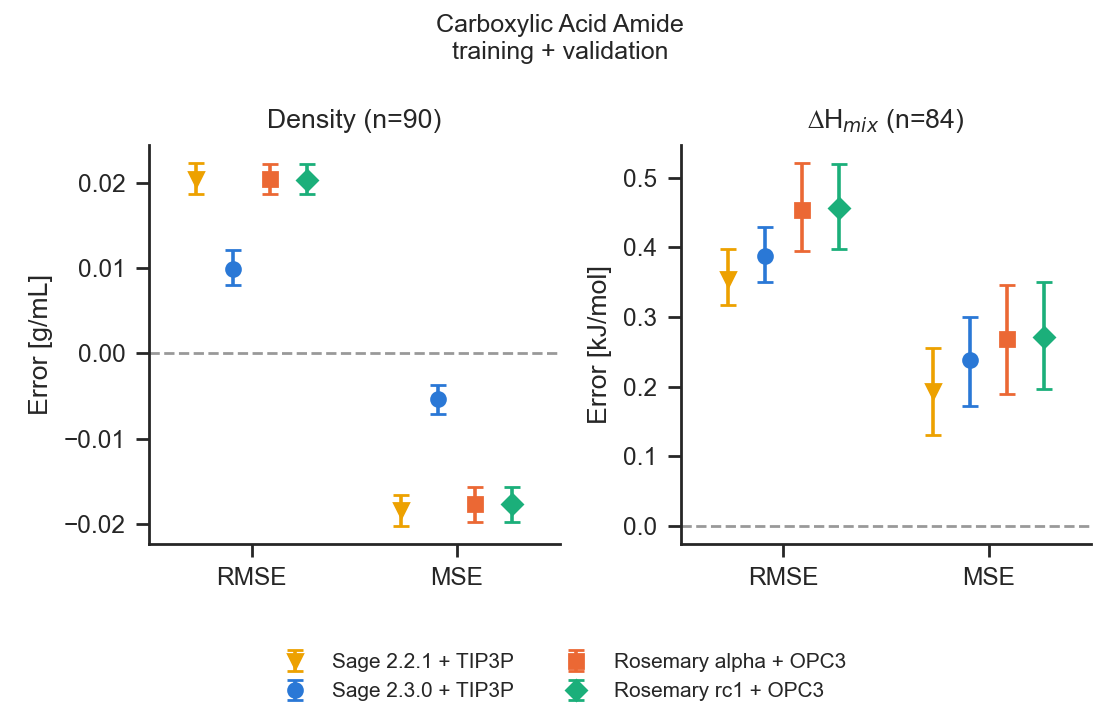 Carboxylic Acid Amide
training + validation
Density (n=90)
Error [g/mL]
0.02
0.01
0.00
−0.01
−0.02
RMSE
MSE
ΔHmix (n=84)
Error [kJ/mol]
0.5
0.4
0.3
0.2
0.1
0.0
RMSE
MSE
Sage 2.2.1 + TIP3P
Sage 2.3.0 + TIP3P
Rosemary alpha + OPC3
Rosemary rc1 + OPC3